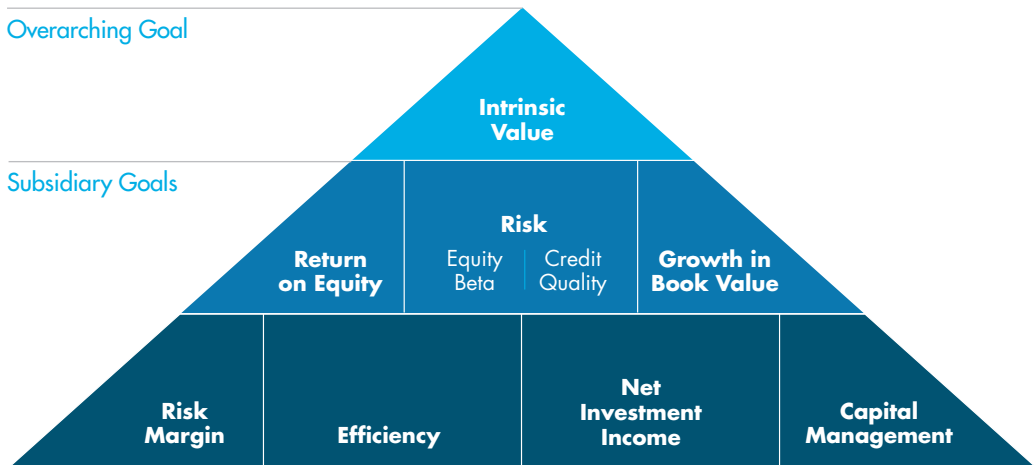 Overarching Goal
Intrinsic
Value
Subsidiary Goals
Return
on Equity
Risk
Equity
Beta
Credit
Quality
Growth in
Book Value
Risk
Margin
Efficiency
Net
Investment
Income
Capital
Management